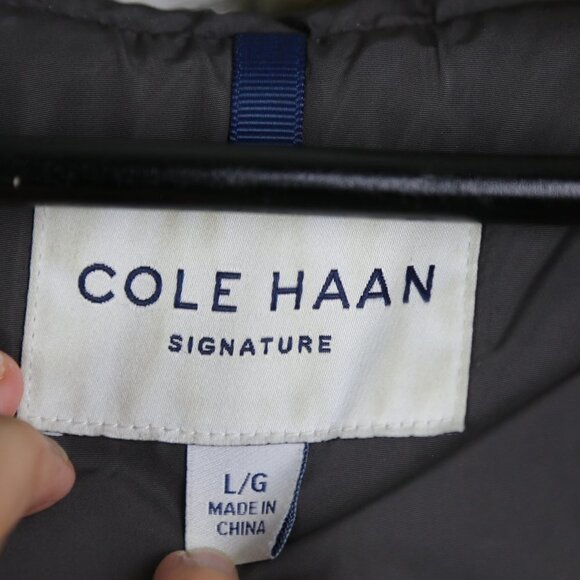 COLE HAAN
SIGNATURE
L/G
MADE IN
CHINA